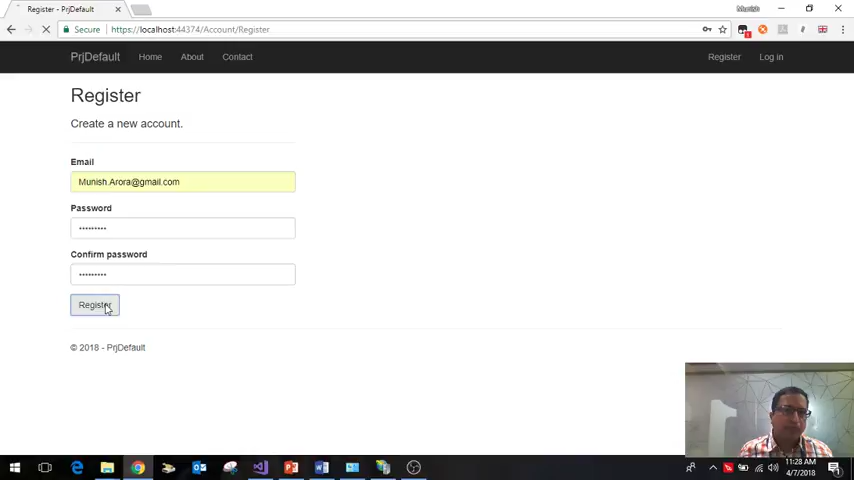 Register - PrjDefault
Munish
Secure https://localhost:44374/Account/Register
PrjDefault Home About Contact Register Log in
Register
Create a new account.
Email
Munish.Arora@gmail.com
Password
•••••••••
Confirm password
•••••••••
Register
© 2018 - PrjDefault
11:28 AM
4/7/2018